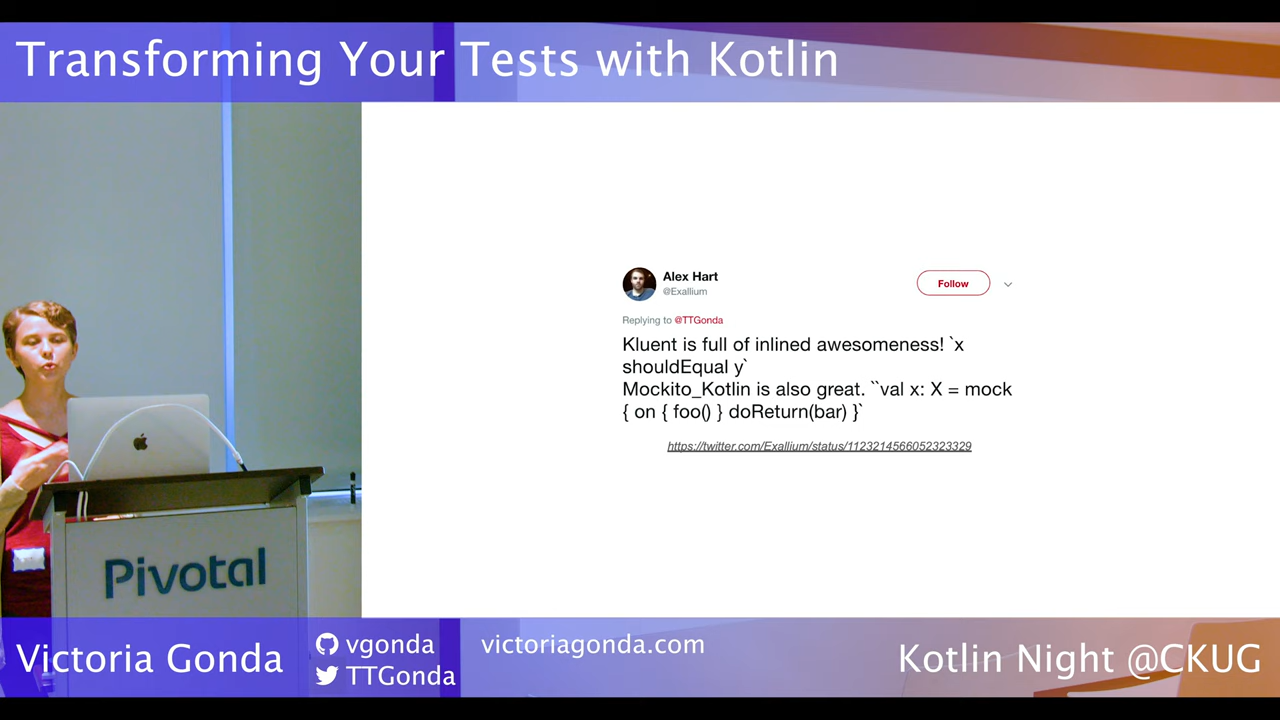 Transforming Your Tests with Kotlin
Alex Hart
@Exallium
Follow
Replying to @TTGonda
Kluent is full of inlined awesomeness! `x
shouldEqual y`
Mockito_Kotlin is also great. ``val x: X = mock
{ on { foo() } doReturn(bar) }`
https://twitter.com/Exallium/status/1123214566052323329
Pivotal
Victoria Gonda
vgonda
TTGonda
victoriagonda.com
Kotlin Night @CKUG